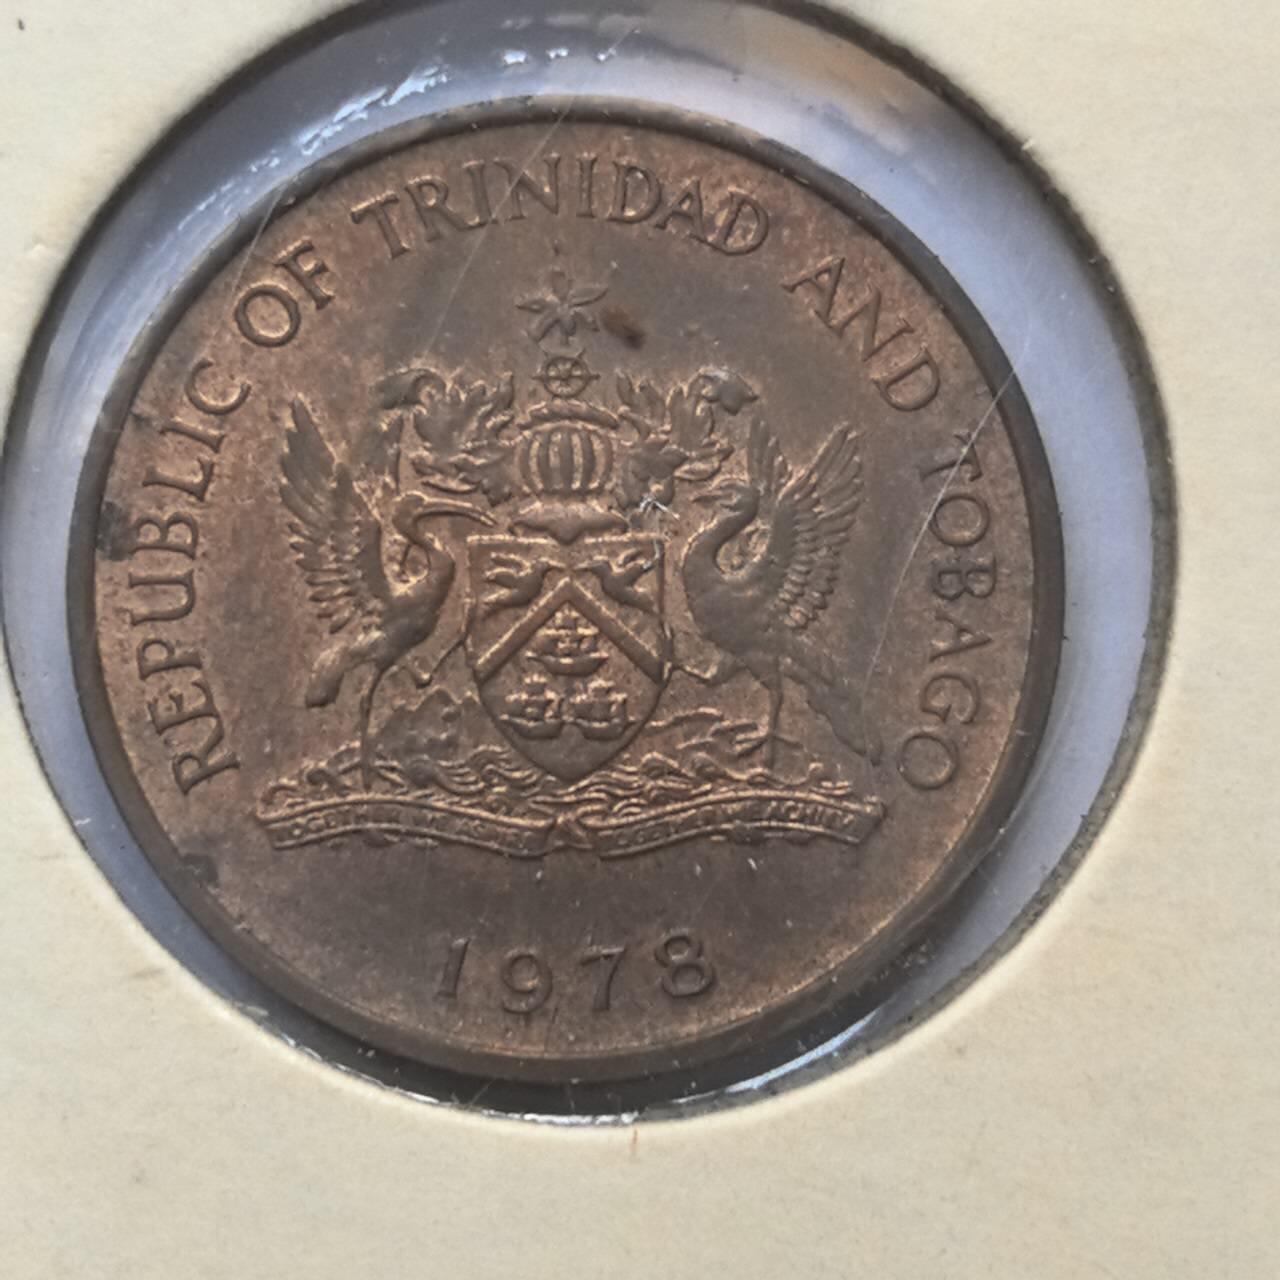 REPUBLIC OF TRINIDAD AND TOBAGO
1978